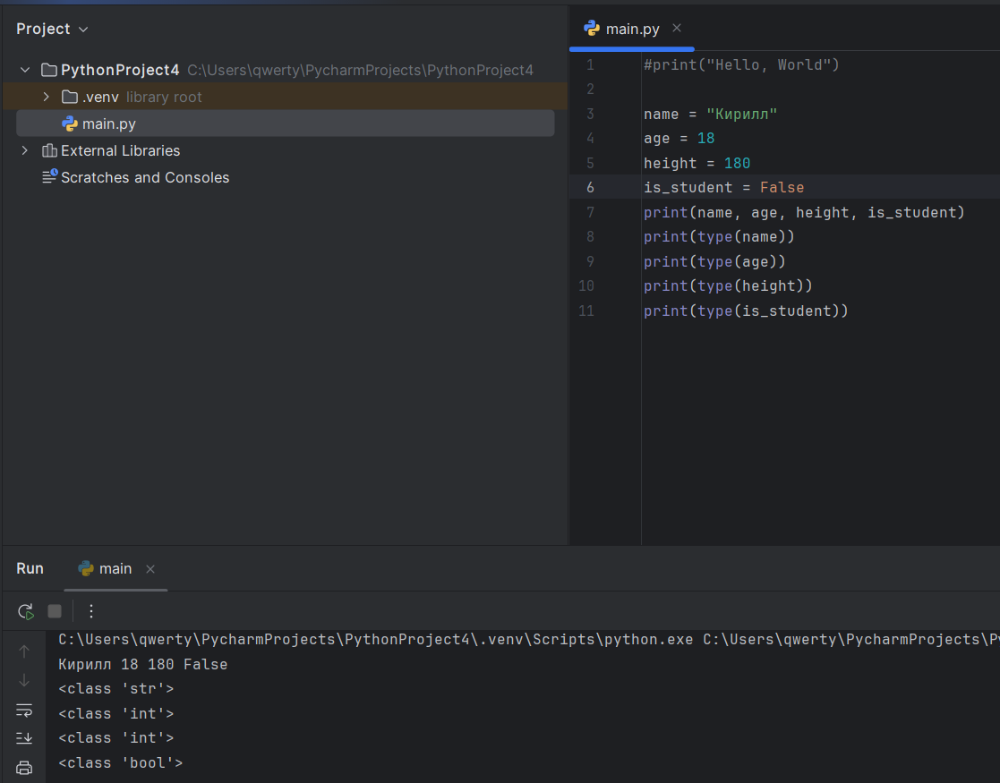 Project
PythonProject4 C:\Users\qwerty\PycharmProjects\PythonProject4
.venv library root
main.py
External Libraries
Scratches and Consoles
main.py
1 #print("Hello, World")
2
3 name = "Кирилл"
4 age = 18
5 height = 180
6 is_student = False
7 print(name, age, height, is_student)
8 print(type(name))
9 print(type(age))
10 print(type(height))
11 print(type(is_student))
Run main
C:\Users\qwerty\PycharmProjects\PythonProject4\.venv\Scripts\python.exe C:\Users\qwerty\PycharmProjects\Py
Кирилл 18 180 False
<class 'str'>
<class 'int'>
<class 'int'>
<class 'bool'>